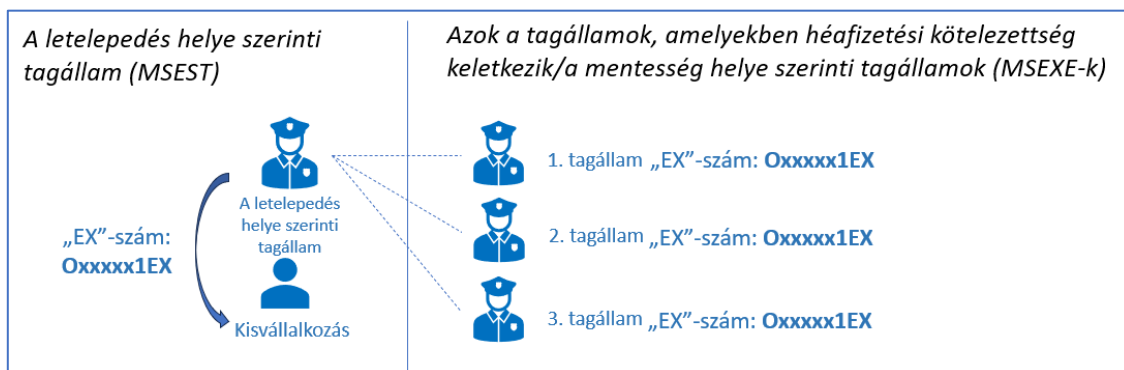 A letelepedés helye szerinti
tagállam (MSEST)
A letelepedés
helye szerinti
tagállam
„EX”-szám:
Oxxxxx1EX
Kisvállalkozás
Azok a tagállamok, amelyekben héafizetési kötelezettség
keletkezik/a mentesség helye szerinti tagállamok (MSEXE-k)
1. tagállam „EX”-szám: Oxxxxx1EX
2. tagállam „EX”-szám: Oxxxxx1EX
3. tagállam „EX”-szám: Oxxxxx1EX